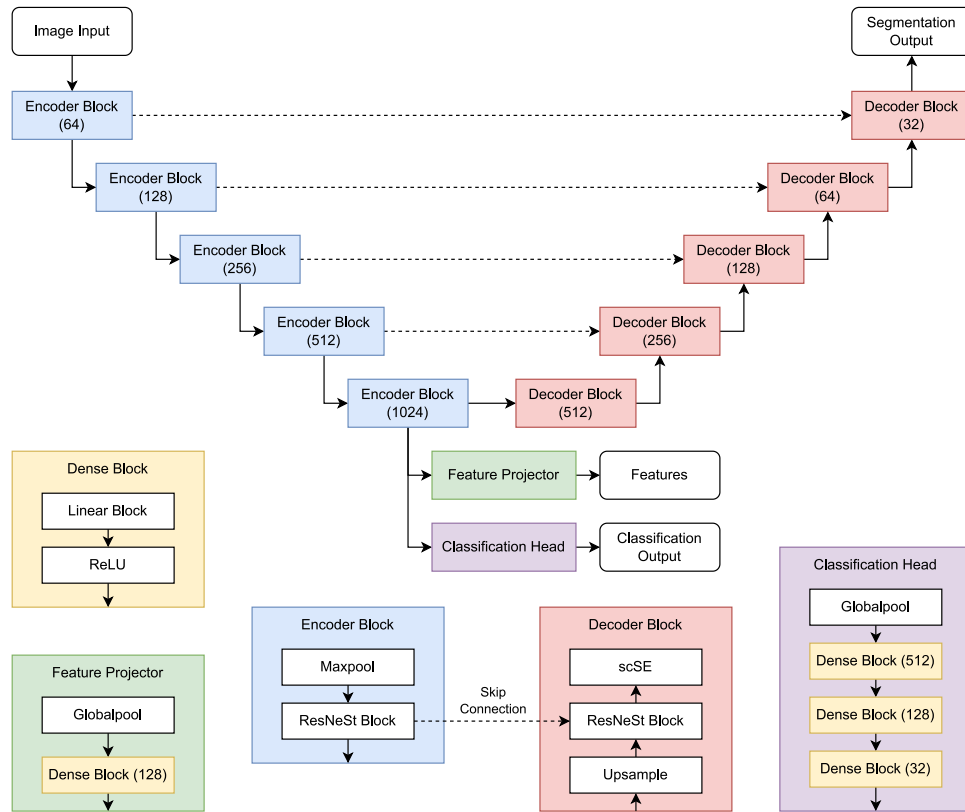 Image Input
Segmentation
Output
Encoder Block
(64)
Decoder Block
(32)
Encoder Block
(128)
Decoder Block
(64)
Encoder Block
(256)
Decoder Block
(128)
Encoder Block
(512)
Decoder Block
(256)
Encoder Block
(1024)
Decoder Block
(512)
Feature Projector
Features
Classification Head
Classification
Output
Dense Block
Linear Block
ReLU
Feature Projector
Globalpool
Dense Block (128)
Encoder Block
Maxpool
ResNeSt Block
Skip
Connection
Decoder Block
scSE
ResNeSt Block
Upsample
Classification Head
Globalpool
Dense Block (512)
Dense Block (128)
Dense Block (32)